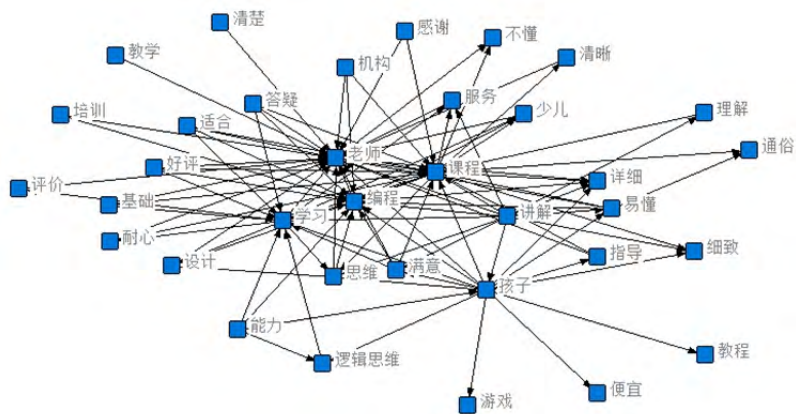 清楚
感谢
不懂
教学
机构
清晰
答疑
服务
少儿
培训
适合
理解
老师
通俗
好评
课程
详细
评价
基础
编程
易懂
学习
讲解
耐心
指导
细致
设计
思维
满意
孩子
能力
逻辑思维
教程
游戏
便宜